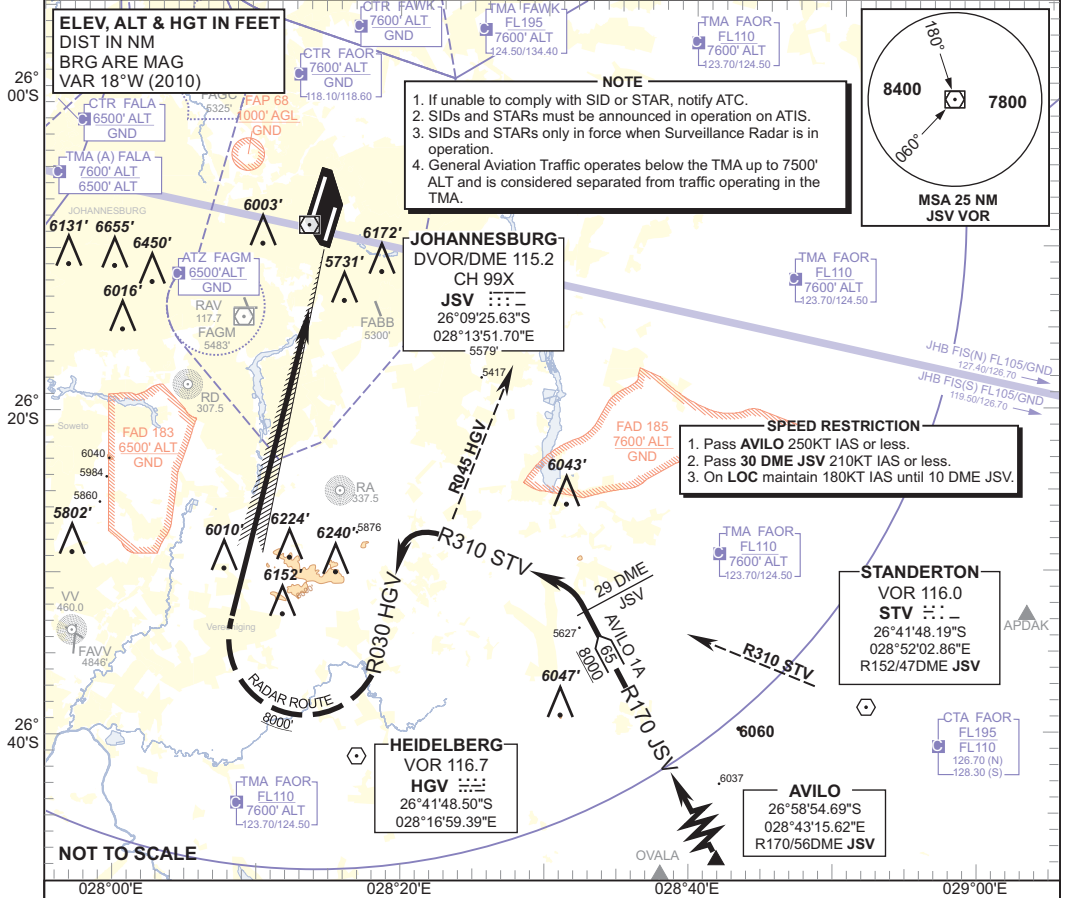 ELEV, ALT & HGT IN FEET
DIST IN NM
BRG ARE MAG
VAR 18°W (2010)
CTR FAWK
7600' ALT
GND
TMA FAWK
FL195
7600' ALT
124.50/134.40
TMA FAOR
FL110
7600' ALT
123.70/124.50
CTR FAOR
7600' ALT
GND
118.10/118.60
26°
00'S
CTR FALA
6500' ALT
GND
FAGC
5325'
FAP 68
1000' AGL
GND
TMA (A) FALA
7600' ALT
6500' ALT
NOTE
1. If unable to comply with SID or STAR, notify ATC.
2. SIDs and STARs must be announced in operation on ATIS.
3. SIDs and STARs only in force when Surveillance Radar is in
operation.
4. General Aviation Traffic operates below the TMA up to 7500'
ALT and is considered separated from traffic operating in the
TMA.
180°
8400
7800
060°
MSA 25 NM
JSV VOR
JOHANNESBURG
6131'
6655'
6450'
6016'
6003'
6172'
5731'
ATZ FAGM
6500'ALT
GND
RAV
117.7
FAGM
5483'
FABB
5300'
JOHANNESBURG
DVOR/DME 115.2
CH 99X
JSV
26°09'25.63"S
028°13'51.70"E
5579'
5417
TMA FAOR
FL110
7600' ALT
123.70/124.50
JHB FIS(N) FL105/GND
127.40/126.70
JHB FIS(S) FL105/GND
119.50/126.70
26°
20'S
RD
307.5
Soweto
FAD 183
6500' ALT
GND
6040
5984
5860
5802'
R045 HGV
FAD 185
7600' ALT
GND
SPEED RESTRICTION
1. Pass AVILO 250KT IAS or less.
2. Pass 30 DME JSV 210KT IAS or less.
3. On LOC maintain 180KT IAS until 10 DME JSV.
6043'
RA
337.5
6010'
6224'
6240'
5876
6152'
R310 STV
TMA FAOR
FL110
7600' ALT
123.70/124.50
29 DME
JSV
5627
AVILO 1A
65
8000
R310 STV
STANDERTON
VOR 116.0
STV
26°41'48.19"S
028°52'02.86"E
R152/47DME JSV
APDAK
VV
460.0
FAVV
4846'
Vereeniging
R030 HGV
RADAR ROUTE
8000'
6047'
R170 JSV
6060
26°
40'S
HEIDELBERG
VOR 116.7
HGV
26°41'48.50"S
028°16'59.39"E
CTA FAOR
FL195
FL110
126.70 (N)
128.30 (S)
TMA FAOR
FL110
7600' ALT
123.70/124.50
6037
AVILO
26°58'54.69"S
028°43'15.62"E
R170/56DME JSV
OVALA
NOT TO SCALE
028°00'E
028°20'E
028°40'E
029°00'E